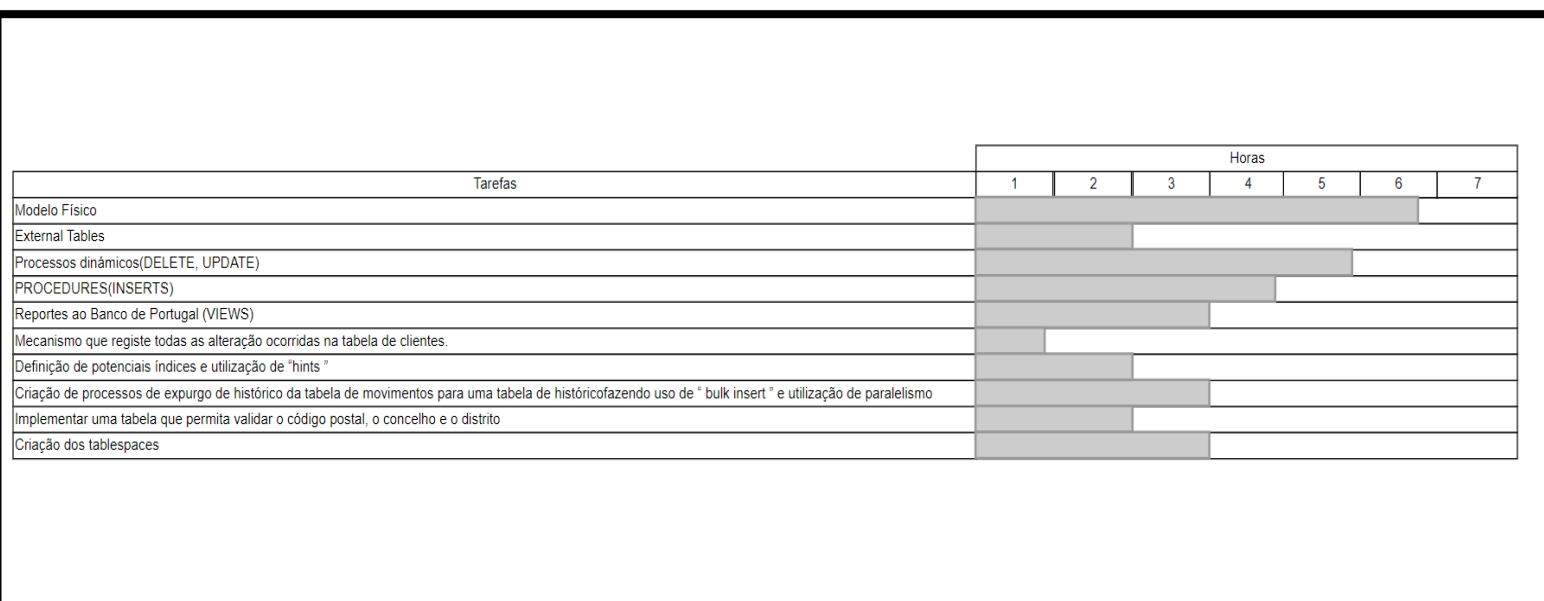 Horas
Tarefas 1 2 3 4 5 6 7
Modelo Físico
External Tables
Processos dinámicos(DELETE, UPDATE)
PROCEDURES(INSERTS)
Reportes ao Banco de Portugal (VIEWS)
Mecanismo que registe todas as alteração ocorridas na tabela de clientes.
Definição de potenciais índices e utilização de “hints ”
Criação de processos de expurgo de histórico da tabela de movimentos para uma tabela de históricofazendo uso de “ bulk insert ” e utilização de paralelismo
Implementar uma tabela que permita validar o código postal, o concelho e o distrito
Criação dos tablespaces